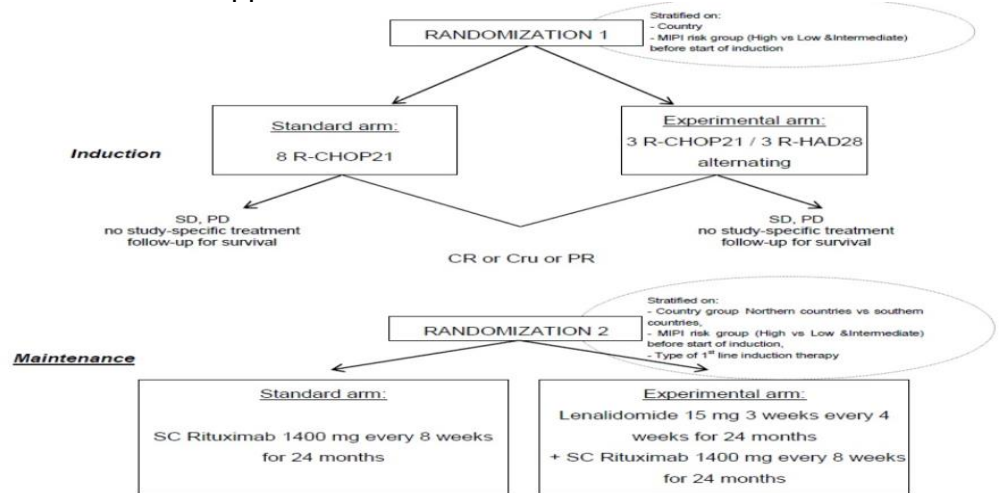 RANDOMIZATION 1
Stratified on:
- Country
- MIPI risk group (High vs Low &Intermediate)
before start of induction
Induction
Standard arm:
8 R-CHOP21
Experimental arm:
3 R-CHOP21 / 3 R-HAD28
alternating
SD, PD
no study-specific treatment
follow-up for survival
SD, PD
no study-specific treatment
follow-up for survival
CR or Cru or PR
RANDOMIZATION 2
Stratified on:
- Country group Northern countries vs southern
countries,
- MIPI risk group (High vs Low &Intermediate)
before start of induction,
- Type of 1st line induction therapy
Maintenance
Standard arm:
SC Rituximab 1400 mg every 8 weeks
for 24 months
Experimental arm:
Lenalidomide 15 mg 3 weeks every 4
weeks for 24 months
+ SC Rituximab 1400 mg every 8 weeks
for 24 months